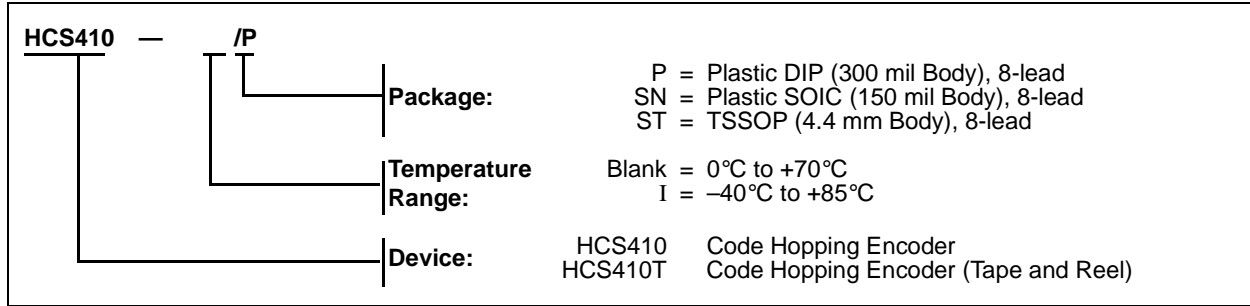 HCS410 — /P
Package: P = Plastic DIP (300 mil Body), 8-lead
SN = Plastic SOIC (150 mil Body), 8-lead
ST = TSSOP (4.4 mm Body), 8-lead
Temperature Range: Blank = 0°C to +70°C
I = –40°C to +85°C
Device: HCS410 Code Hopping Encoder
HCS410T Code Hopping Encoder (Tape and Reel)